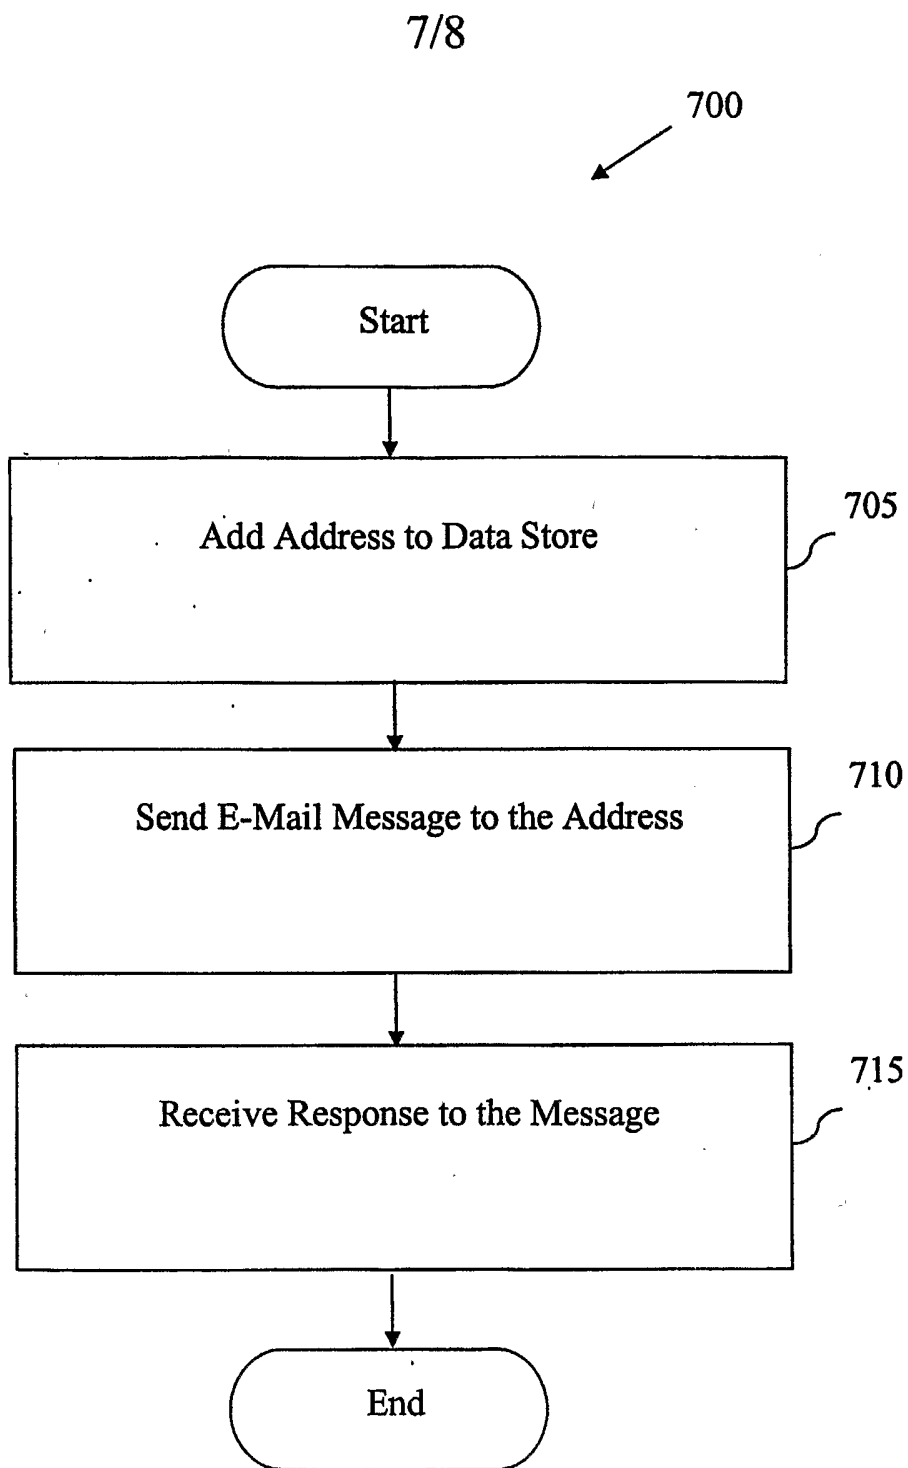 7/8
700
Start
Add Address to Data Store
705
Send E-Mail Message to the Address
710
Receive Response to the Message
715
End